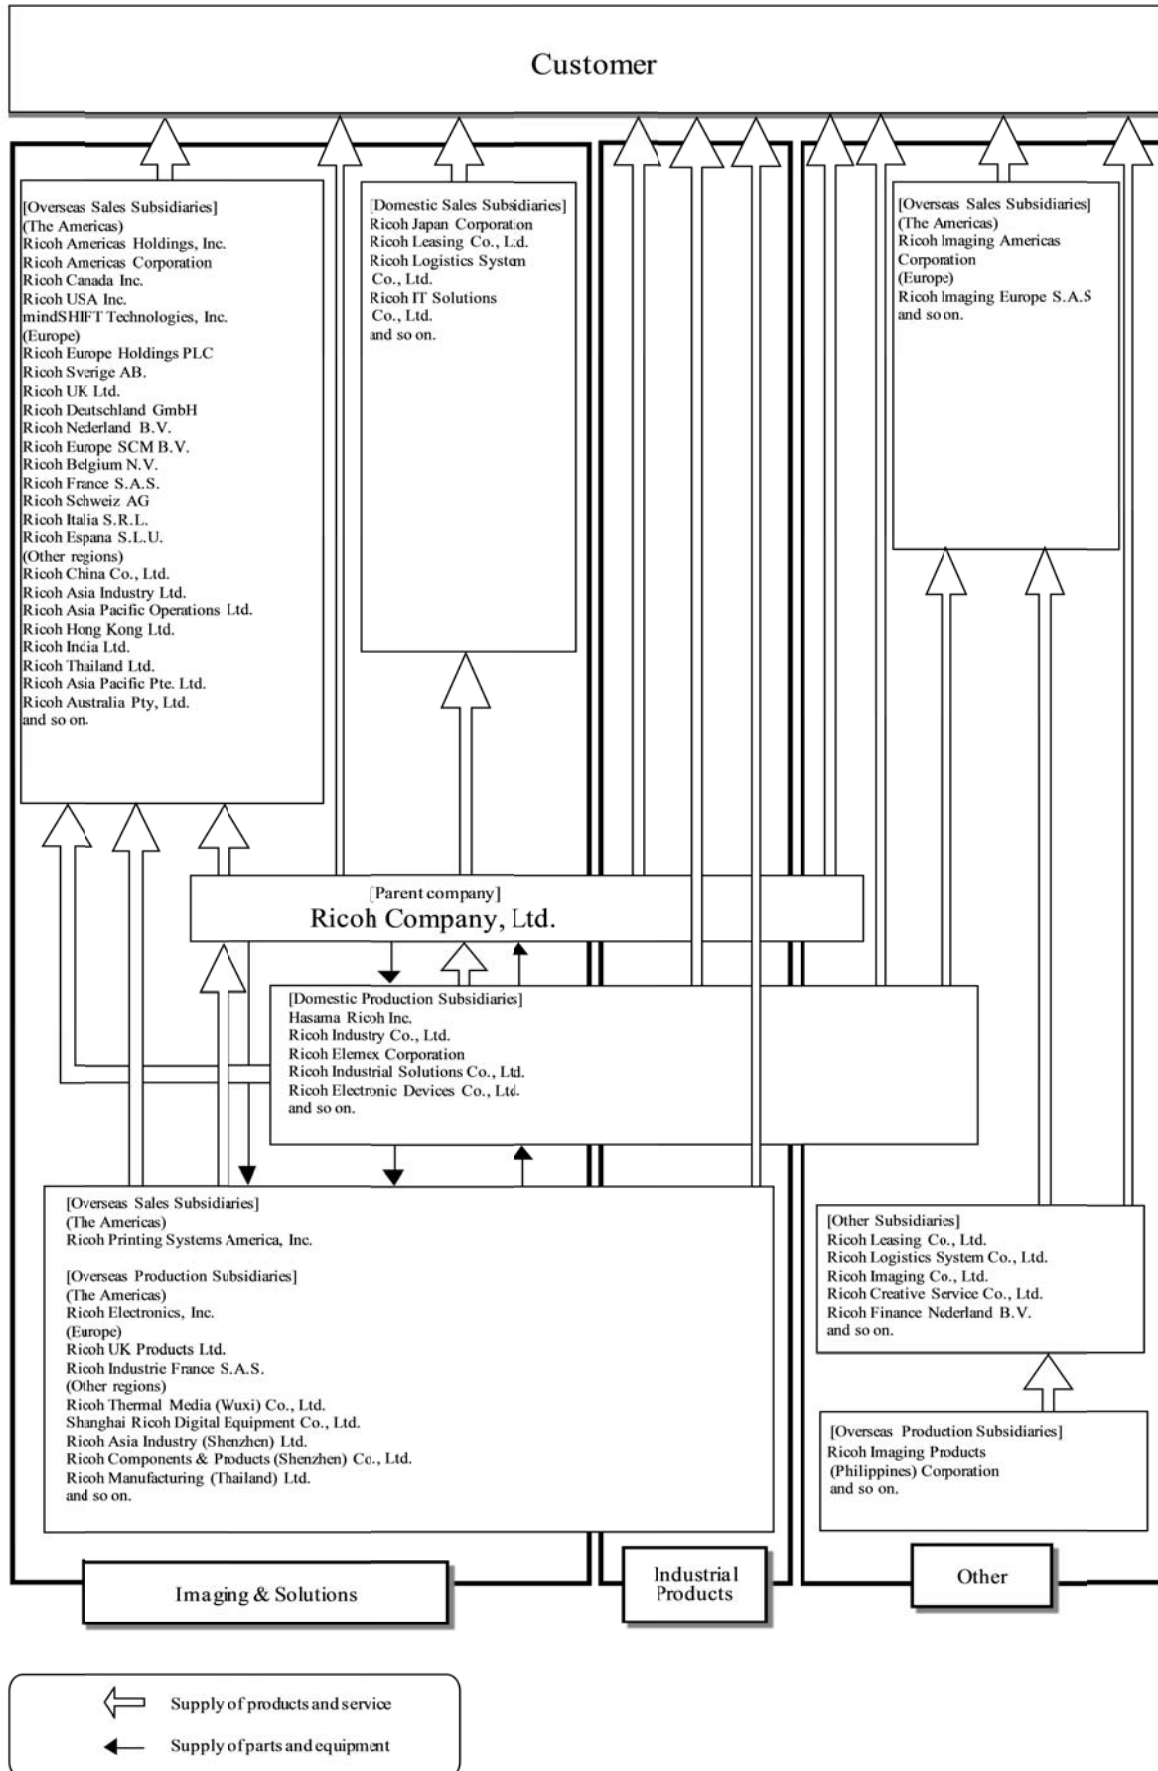 Customer
[Overseas Sales Subsidiaries]
(The Americas)
Ricoh Americas Holdings, Inc.
Ricoh Americas Corporation
Ricoh Canada Inc.
Ricoh USA Inc.
mindSHIFT Technologies, Inc.
(Europe)
Ricoh Europe Holdings PLC
Ricoh Sverige AB.
Ricoh UK Ltd.
Ricoh Deutschland GmbH
Ricoh Nederland B.V.
Ricoh Europe SCM B.V.
Ricoh Belgium N.V.
Ricoh France S.A.S.
Ricoh Schweiz AG
Ricoh Italia S.R.L.
Ricoh Espana S.L.U.
(Other regions)
Ricoh China Co., Ltd.
Ricoh Asia Industry Ltd.
Ricoh Asia Pacific Operations Ltd.
Ricoh Hong Kong Ltd.
Ricoh India Ltd.
Ricoh Thailand Ltd.
Ricoh Asia Pacific Pte. Ltd.
Ricoh Australia Pty, Ltd.
and so on.
[Domestic Sales Subsidiaries]
Ricoh Japan Corporation
Ricoh Leasing Co., Ltd.
Ricoh Logistics System
Co., Ltd.
Ricoh IT Solutions
Co., Ltd.
and so on.
[Overseas Sales Subsidiaries]
(The Americas)
Ricoh Imaging Americas
Corporation
(Europe)
Ricoh Imaging Europe S.A.S
and so on.
[Parent company]
Ricoh Company, Ltd.
[Domestic Production Subsidiaries]
Hasama Ricoh Inc.
Ricoh Industry Co., Ltd.
Ricoh Elemex Corporation
Ricoh Industrial Solutions Co., Ltd.
Ricoh Electronic Devices Co., Ltd.
and so on.
[Overseas Sales Subsidiaries]
(The Americas)
Ricoh Printing Systems America, Inc.
[Overseas Production Subsidiaries]
(The Americas)
Ricoh Electronics, Inc.
(Europe)
Ricoh UK Products Ltd.
Ricoh Industrie France S.A.S.
(Other regions)
Ricoh Thermal Media (Wuxi) Co., Ltd.
Shanghai Ricoh Digital Equipment Co., Ltd.
Ricoh Asia Industry (Shenzhen) Ltd.
Ricoh Components & Products (Shenzhen) Co., Ltd.
Ricoh Manufacturing (Thailand) Ltd.
and so on.
[Other Subsidiaries]
Ricoh Leasing Co., Ltd.
Ricoh Logistics System Co., Ltd.
Ricoh Imaging Co., Ltd.
Ricoh Creative Service Co., Ltd.
Ricoh Finance Nederland B.V.
and so on.
[Overseas Production Subsidiaries]
Ricoh Imaging Products
(Philippines) Corporation
and so on.
Imaging & Solutions
Industrial
Products
Other
Supply of products and service
Supply of parts and equipment